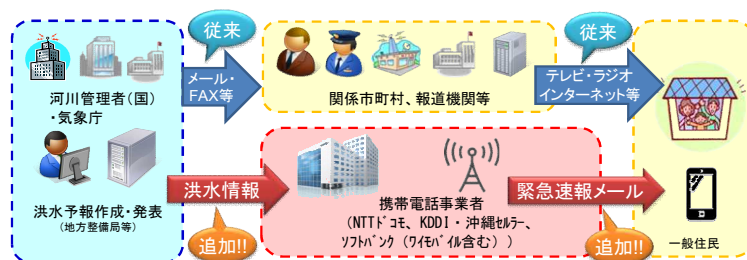 従来
従来
メール・
FAX等
テレビ・ラジオ
インターネット等
河川管理者(国)
・気象庁
関係市町村、報道機関等
洪水情報
緊急速報メール
携帯電話事業者
(NTTドコモ、KDDI・沖縄セルラー、
ソフトバンク(ワイモバイル含む))
洪水予報作成・発表
(地方整備局等)
追加!!
追加!!
一般住民